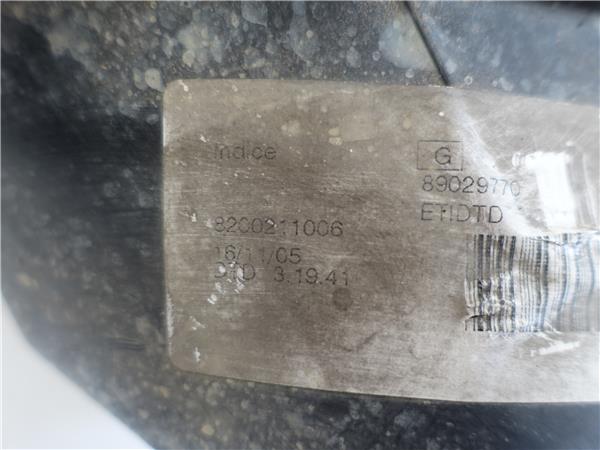 Indice
G
89029770
ETIDTD
8200211006
16/11/05
DTD 3.19.41